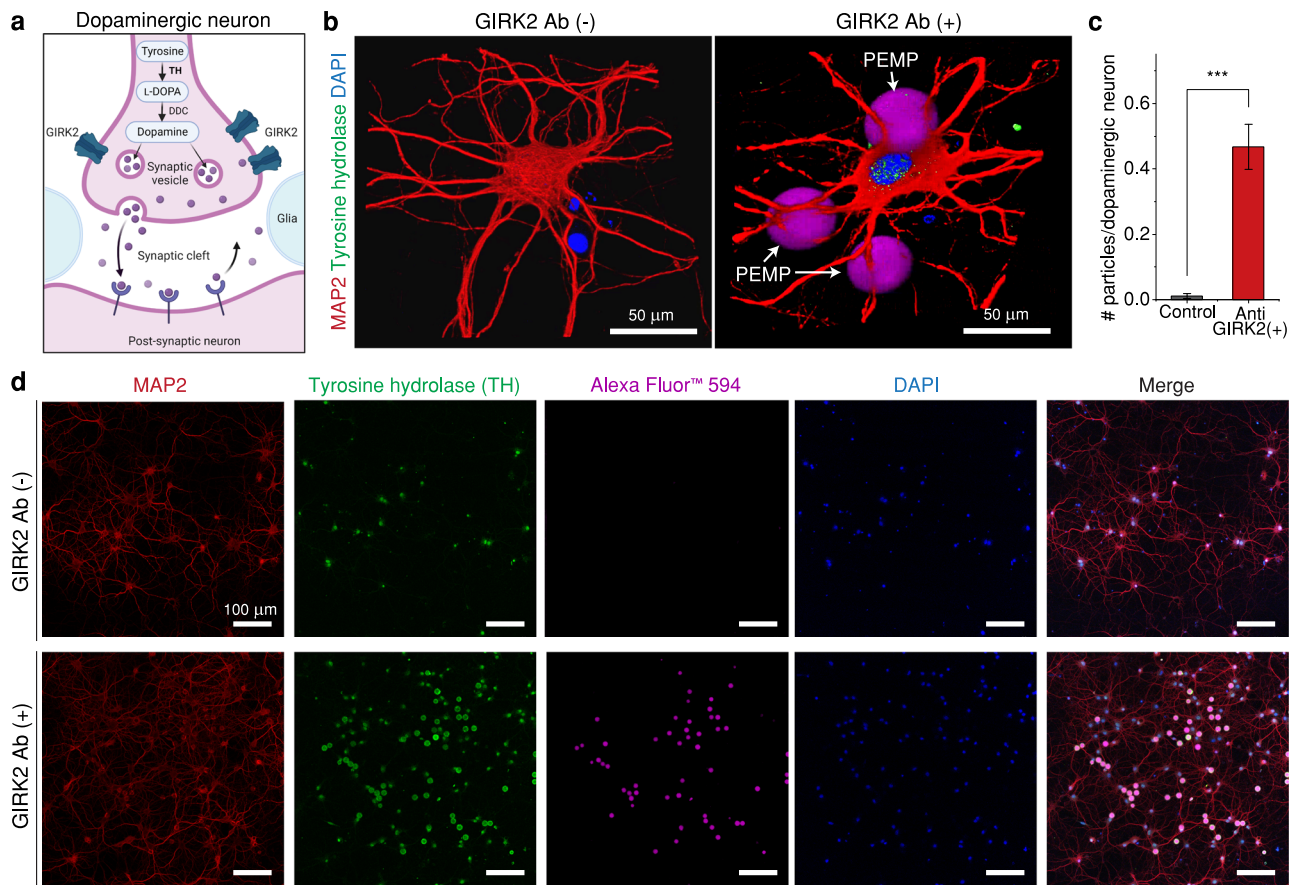 a
Dopaminergic neuron
Tyrosine
TH
L-DOPA
DDC
GIRK2
GIRK2
Dopamine
Synaptic
vesicle
Glia
Synaptic cleft
Post-synaptic neuron
b
GIRK2 Ab (-)
GIRK2 Ab (+)
MAP2 Tyrosine hydrolase DAPI
PEMP
PEMP
50 μm
50 μm
c
# particles/dopaminergic neuron
***
0.6
0.4
0.2
0.0
Control
Anti
GIRK2(+)
d
MAP2
Tyrosine hydrolase (TH)
Alexa Fluor™ 594
DAPI
Merge
GIRK2 Ab (-)
100 μm
GIRK2 Ab (+)